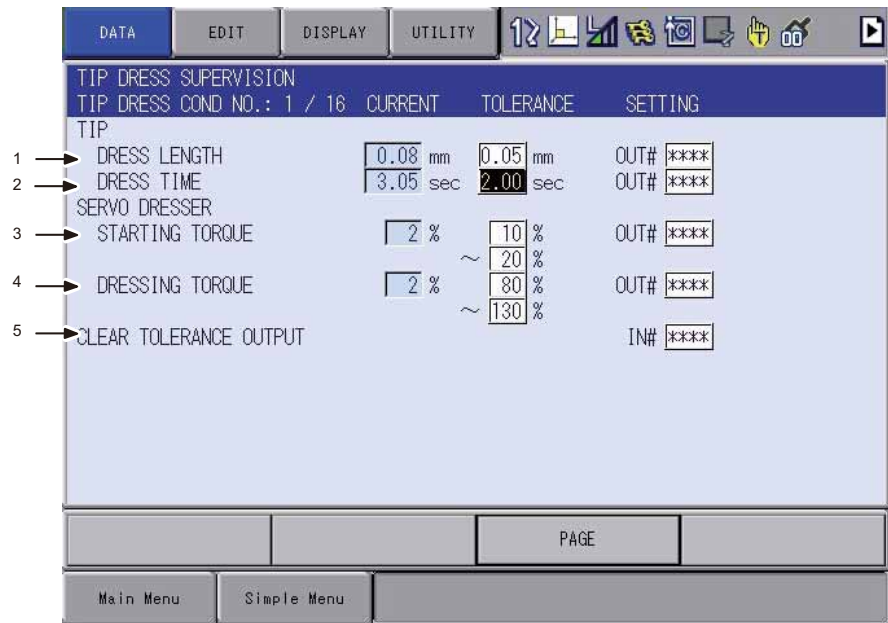 DATA EDIT DISPLAY UTILITY
TIP DRESS SUPERVISION
TIP DRESS COND NO.: 1 / 16 CURRENT TOLERANCE SETTING
TIP
1 DRESS LENGTH 0.08 mm 0.05 mm OUT# ****
2 DRESS TIME 3.05 sec 2.00 sec OUT# ****
SERVO DRESSER
3 STARTING TORQUE 2 % 10 % OUT# ****
~ 20 %
4 DRESSING TORQUE 2 % 80 % OUT# ****
~ 130 %
5 CLEAR TOLERANCE OUTPUT IN# ****
PAGE
Main Menu Simple Menu